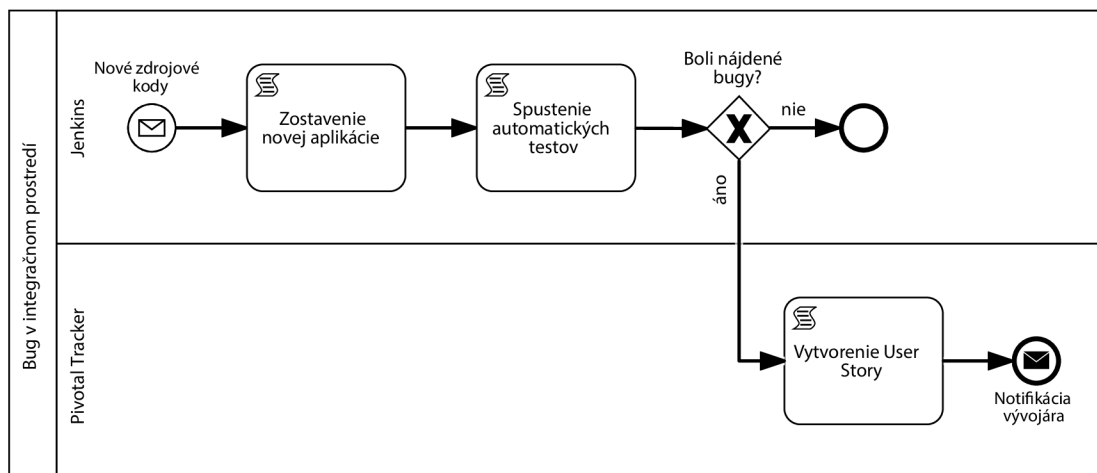 Bug v integračnom prostredí
Jenkins
Nové zdrojové
kody
Zostavenie
novej aplikácie
Spustenie
automatických
testov
Boli nájdené
bugy?
nie
áno
Pivotal Tracker
Vytvorenie User
Story
Notifikácia
vývojára